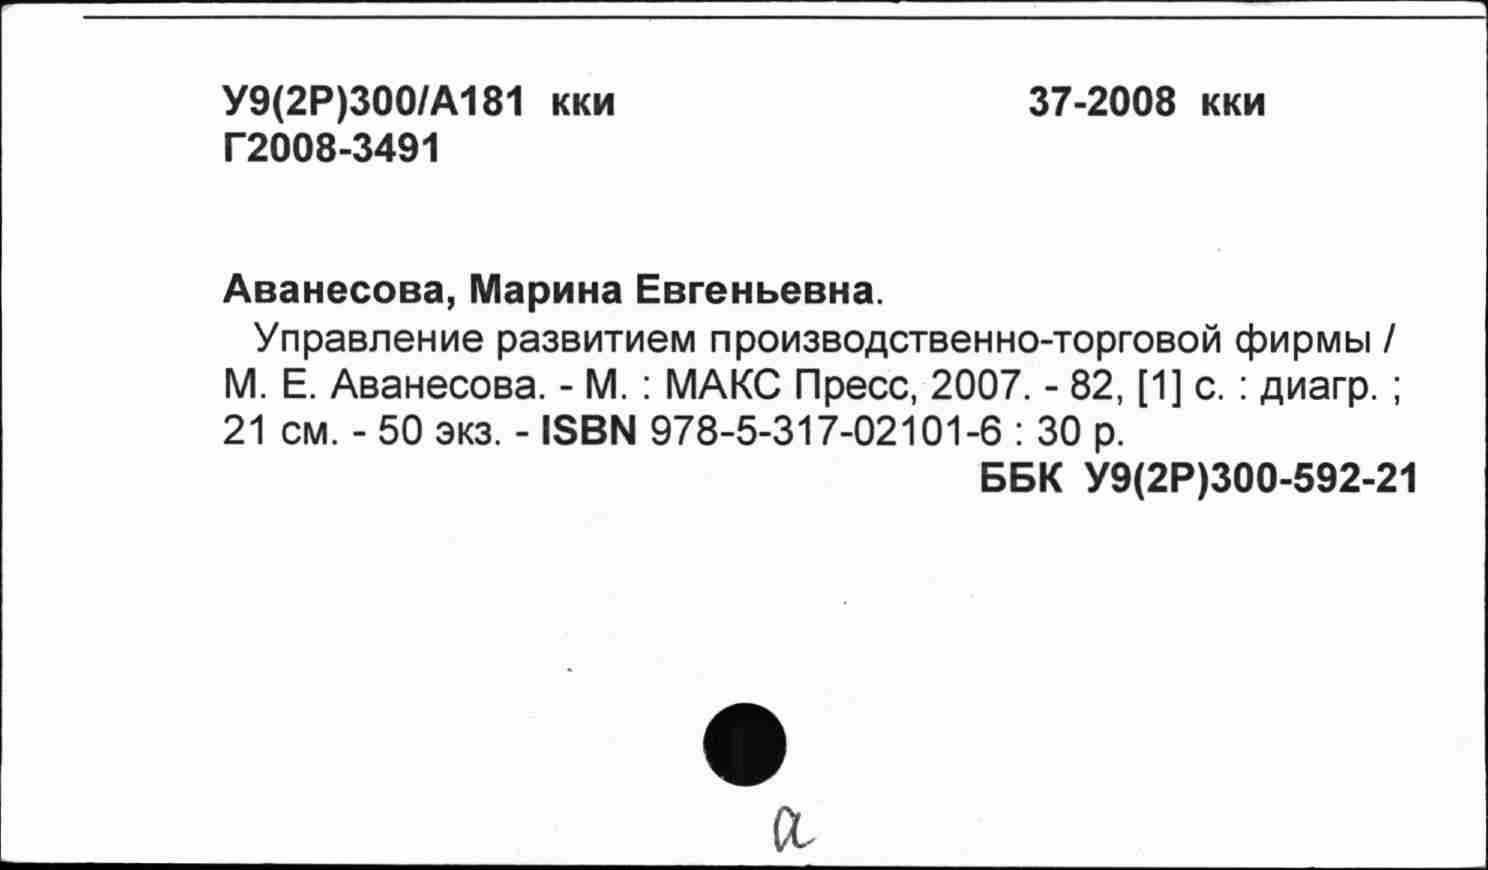 У9(2Р)300/А181 кки 37-2008 кки
Г2008-3491
Аванесова, Марина Евгеньевна.
Управление развитием производственно-торговой фирмы /
М. Е. Аванесова. - М. : МАКС Пресс, 2007. - 82, [1] с. : диагр. ;
21 см. - 50 экз. - ISBN 978-5-317-02101-6 : 30 р.
ББК У9(2Р)300-592-21
а